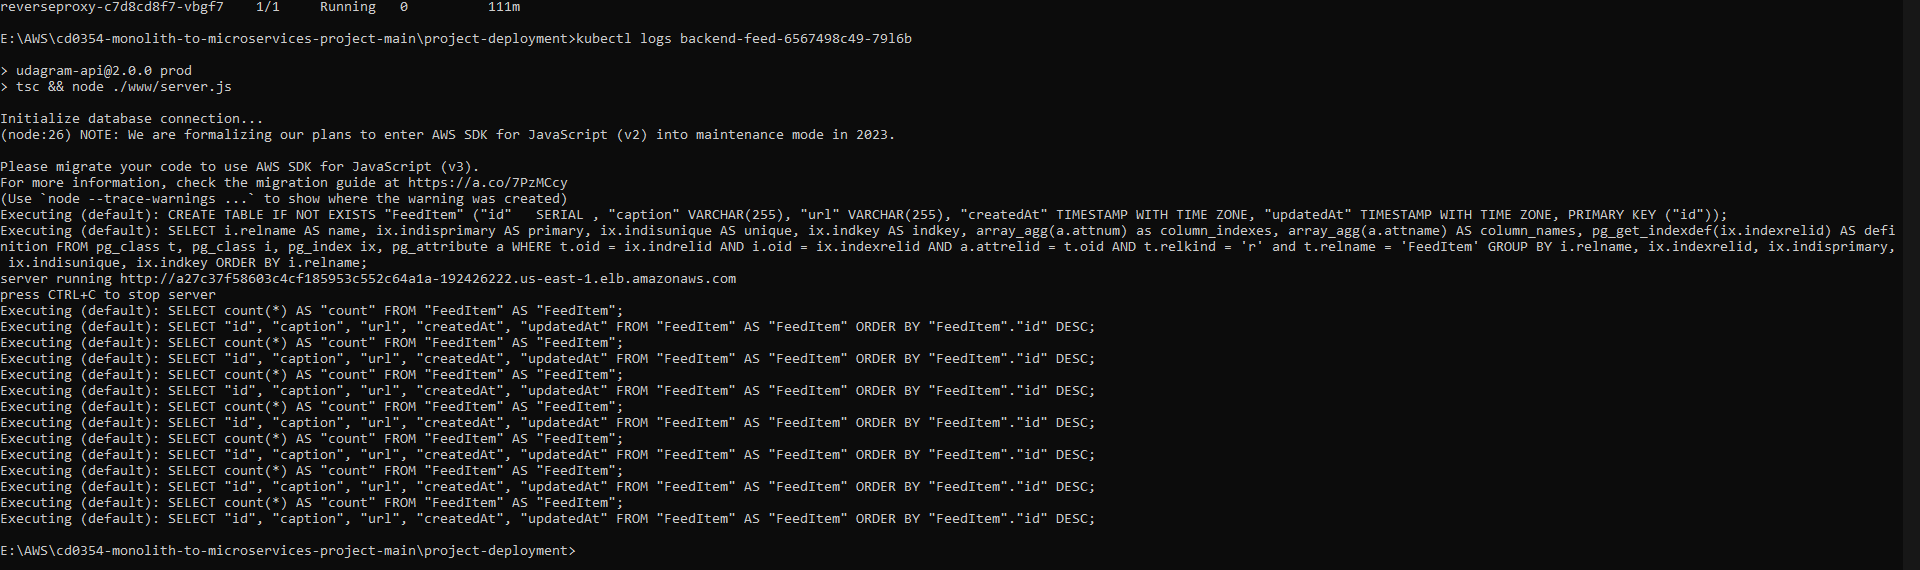 reverseproxy-c7d8cd8f7-vbgf7    1/1     Running   0          111m
E:\AWS\cd0354-monolith-to-microservices-project-main\project-deployment>kubectl logs backend-feed-6567498c49-79l6b
> udagram-api@2.0.0 prod
> tsc && node ./www/server.js
Initialize database connection...
(node:26) NOTE: We are formalizing our plans to enter AWS SDK for JavaScript (v2) into maintenance mode in 2023.
Please migrate your code to use AWS SDK for JavaScript (v3).
For more information, check the migration guide at https://a.co/7PzMCcy
(Use `node --trace-warnings ...` to show where the warning was created)
Executing (default): CREATE TABLE IF NOT EXISTS "FeedItem" ("id"   SERIAL , "caption" VARCHAR(255), "url" VARCHAR(255), "createdAt" TIMESTAMP WITH TIME ZONE, "updatedAt" TIMESTAMP WITH TIME ZONE, PRIMARY KEY ("id"));
Executing (default): SELECT i.relname AS name, ix.indisprimary AS primary, ix.indisunique AS unique, ix.indkey AS indkey, array_agg(a.attnum) as column_indexes, array_agg(a.attname) AS column_names, pg_get_indexdef(ix.indexrelid) AS defi
nition FROM pg_class t, pg_class i, pg_index ix, pg_attribute a WHERE t.oid = ix.indrelid AND i.oid = ix.indexrelid AND a.attrelid = t.oid AND t.relkind = 'r' and t.relname = 'FeedItem' GROUP BY i.relname, ix.indexrelid, ix.indisprimary,
 ix.indisunique, ix.indkey ORDER BY i.relname;
server running http://a27c37f58603c4cf185953c552c64a1a-192426222.us-east-1.elb.amazonaws.com
press CTRL+C to stop server
Executing (default): SELECT count(*) AS "count" FROM "FeedItem" AS "FeedItem";
Executing (default): SELECT "id", "caption", "url", "createdAt", "updatedAt" FROM "FeedItem" AS "FeedItem" ORDER BY "FeedItem"."id" DESC;
Executing (default): SELECT count(*) AS "count" FROM "FeedItem" AS "FeedItem";
Executing (default): SELECT "id", "caption", "url", "createdAt", "updatedAt" FROM "FeedItem" AS "FeedItem" ORDER BY "FeedItem"."id" DESC;
Executing (default): SELECT count(*) AS "count" FROM "FeedItem" AS "FeedItem";
Executing (default): SELECT "id", "caption", "url", "createdAt", "updatedAt" FROM "FeedItem" AS "FeedItem" ORDER BY "FeedItem"."id" DESC;
Executing (default): SELECT count(*) AS "count" FROM "FeedItem" AS "FeedItem";
Executing (default): SELECT "id", "caption", "url", "createdAt", "updatedAt" FROM "FeedItem" AS "FeedItem" ORDER BY "FeedItem"."id" DESC;
Executing (default): SELECT count(*) AS "count" FROM "FeedItem" AS "FeedItem";
Executing (default): SELECT "id", "caption", "url", "createdAt", "updatedAt" FROM "FeedItem" AS "FeedItem" ORDER BY "FeedItem"."id" DESC;
Executing (default): SELECT count(*) AS "count" FROM "FeedItem" AS "FeedItem";
Executing (default): SELECT "id", "caption", "url", "createdAt", "updatedAt" FROM "FeedItem" AS "FeedItem" ORDER BY "FeedItem"."id" DESC;
Executing (default): SELECT count(*) AS "count" FROM "FeedItem" AS "FeedItem";
Executing (default): SELECT "id", "caption", "url", "createdAt", "updatedAt" FROM "FeedItem" AS "FeedItem" ORDER BY "FeedItem"."id" DESC;
E:\AWS\cd0354-monolith-to-microservices-project-main\project-deployment>